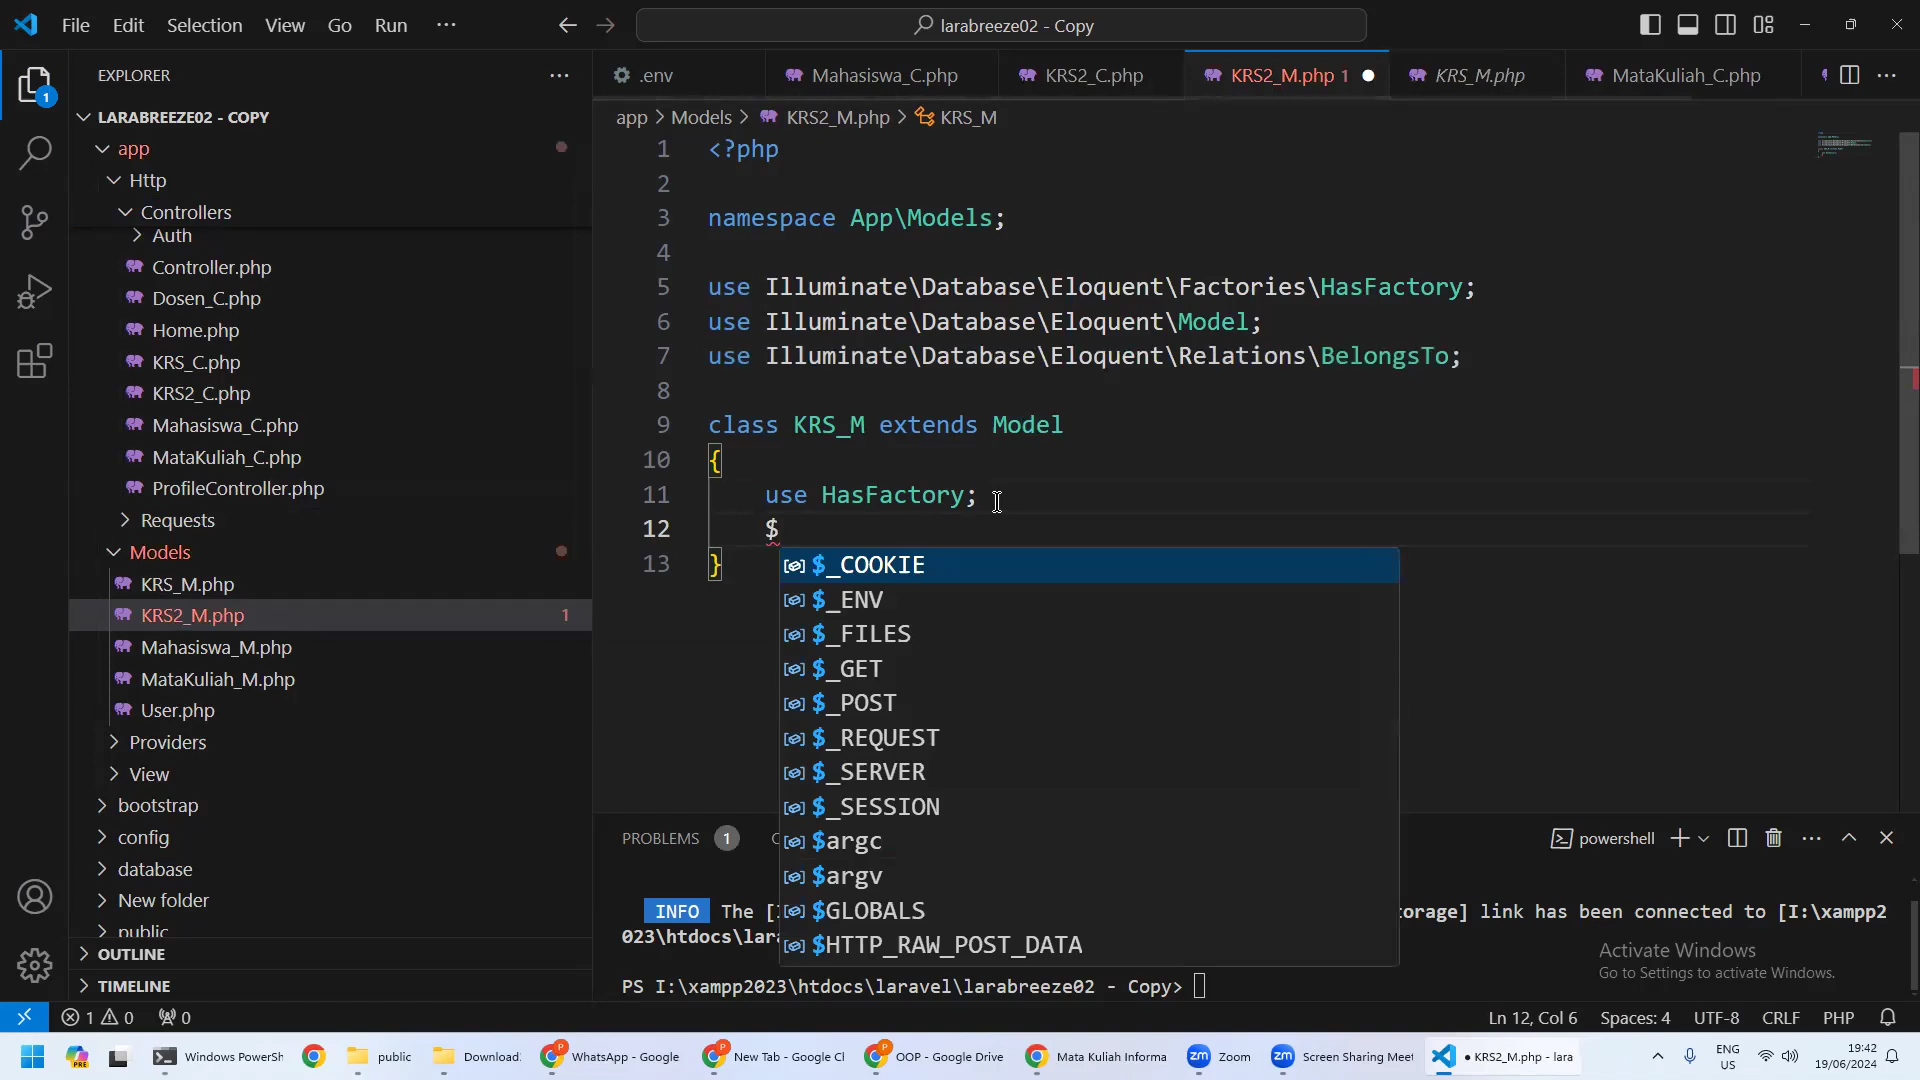 File Edit Selection View Go Run ···
larabreeze02 - Copy
EXPLORER
LARABREEZE02 - COPY
app
Http
Controllers
Auth
Controller.php
Dosen_C.php
Home.php
KRS_C.php
KRS2_C.php
Mahasiswa_C.php
MataKuliah_C.php
ProfileController.php
Requests
Models
KRS_M.php
KRS2_M.php 1
Mahasiswa_M.php
MataKuliah_M.php
User.php
Providers
View
bootstrap
config
database
New folder
public
OUTLINE
TIMELINE
1
.env Mahasiswa_C.php KRS2_C.php KRS2_M.php 1 KRS_M.php MataKuliah_C.php
app > Models > KRS2_M.php > KRS_M
1 <?php
2
3 namespace App\Models;
4
5 use Illuminate\Database\Eloquent\Factories\HasFactory;
6 use Illuminate\Database\Eloquent\Model;
7 use Illuminate\Database\Eloquent\Relations\BelongsTo;
8
9 class KRS_M extends Model
10 {
11 use HasFactory;
12 $
13 }
$_COOKIE
$_ENV
$_FILES
$_GET
$_POST
$_REQUEST
$_SERVER
$_SESSION
$argc
$argv
$GLOBALS
$HTTP_RAW_POST_DATA
PROBLEMS 1
powershell
INFO The [
orage] link has been connected to [I:\xampp2
023\htdocs\lara
PS I:\xampp2023\htdocs\laravel\larabreeze02 - Copy>
Activate Windows
Go to Settings to activate Windows.
1 0 0
Ln 12, Col 6 Spaces: 4 UTF-8 CRLF PHP
Windows PowerSh
public
Download
WhatsApp - Google
New Tab - Google Cl
OOP - Google Drive
Mata Kuliah Informa
Zoom
Screen Sharing Meet
• KRS2_M.php - lara
ENG
US
19:42
19/06/2024